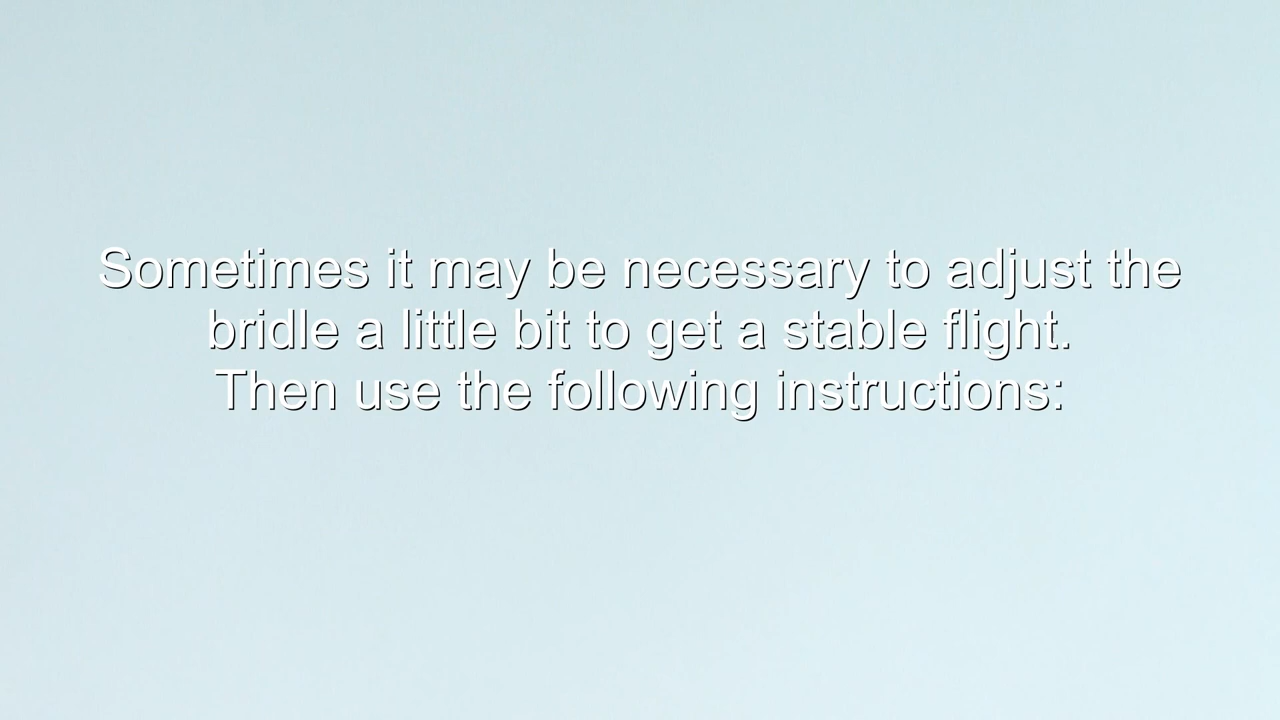 Sometimes it may be necessary to adjust the
bridle a little bit to get a stable flight.
Then use the following instructions: